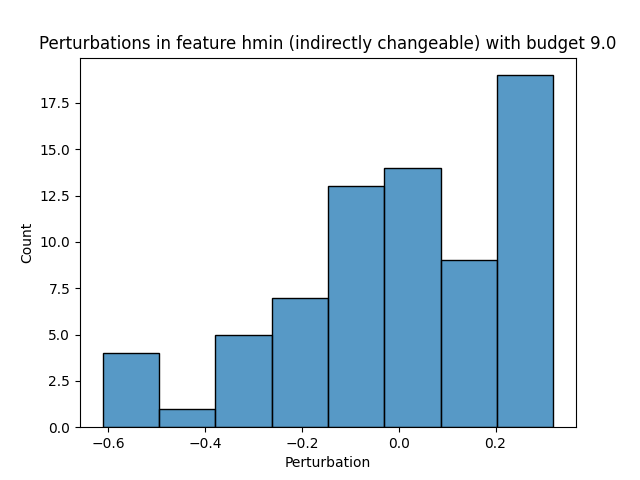 Perturbations in feature hmin (indirectly changeable) with budget 9.0
17.5
15.0
12.5
10.0
7.5
5.0
2.5
0.0
Count
−0.6 −0.4 −0.2 0.0 0.2
Perturbation